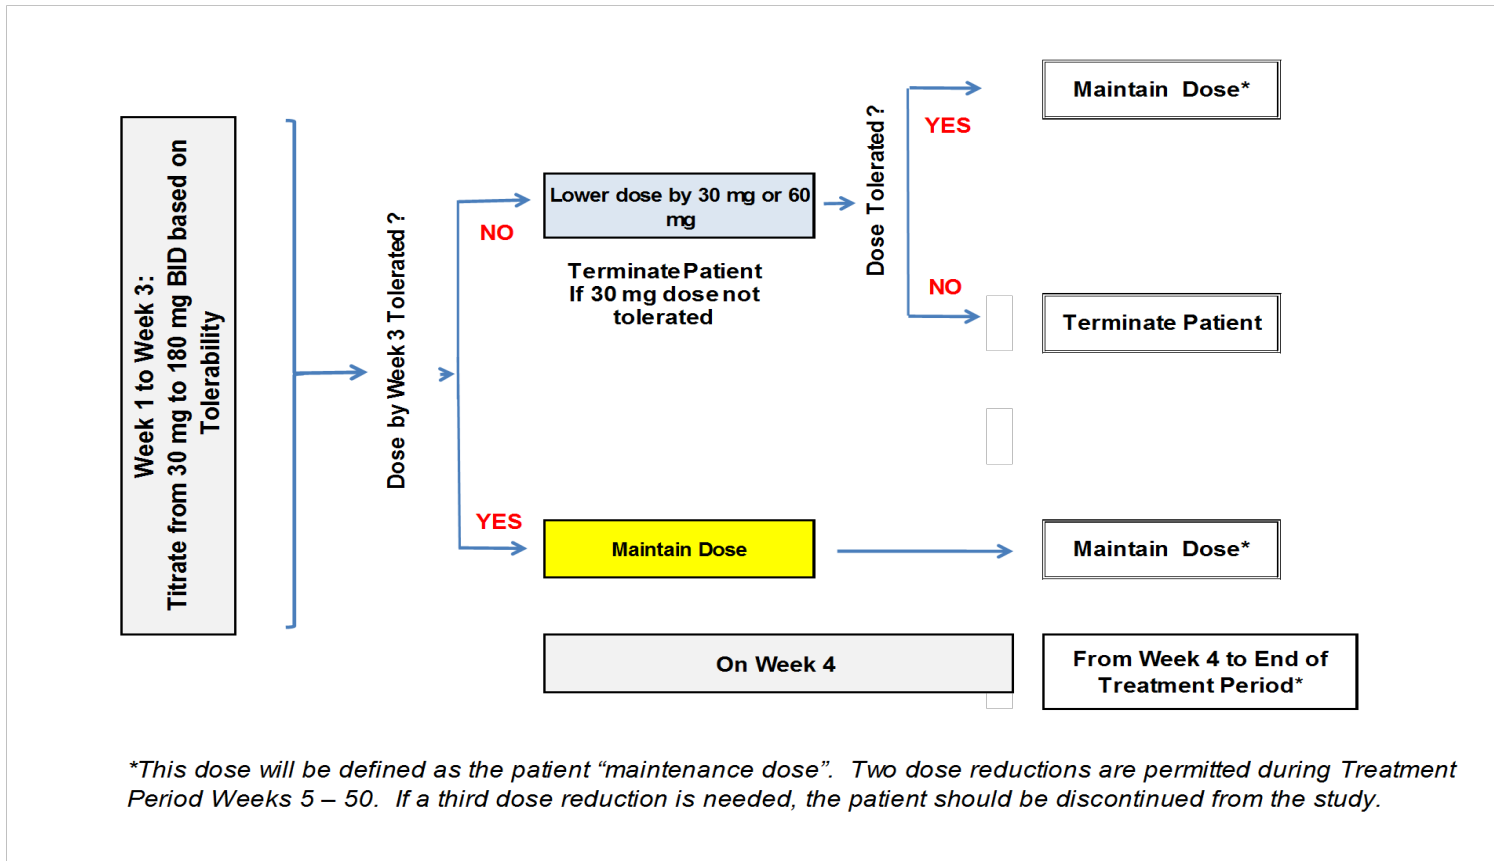 Week 1 to Week 3:
Titrate from 30 mg to 180 mg BID based on
Tolerability
Dose by Week 3 Tolerated ?
NO
Lower dose by 30 mg or 60
mg
Terminate Patient
If 30 mg dose not
tolerated
Dose Tolerated ?
YES
Maintain Dose*
NO
Terminate Patient
YES
Maintain Dose
Maintain Dose*
On Week 4
From Week 4 to End of
Treatment Period*
*This dose will be defined as the patient “maintenance dose”. Two dose reductions are permitted during Treatment
Period Weeks 5 – 50. If a third dose reduction is needed, the patient should be discontinued from the study.